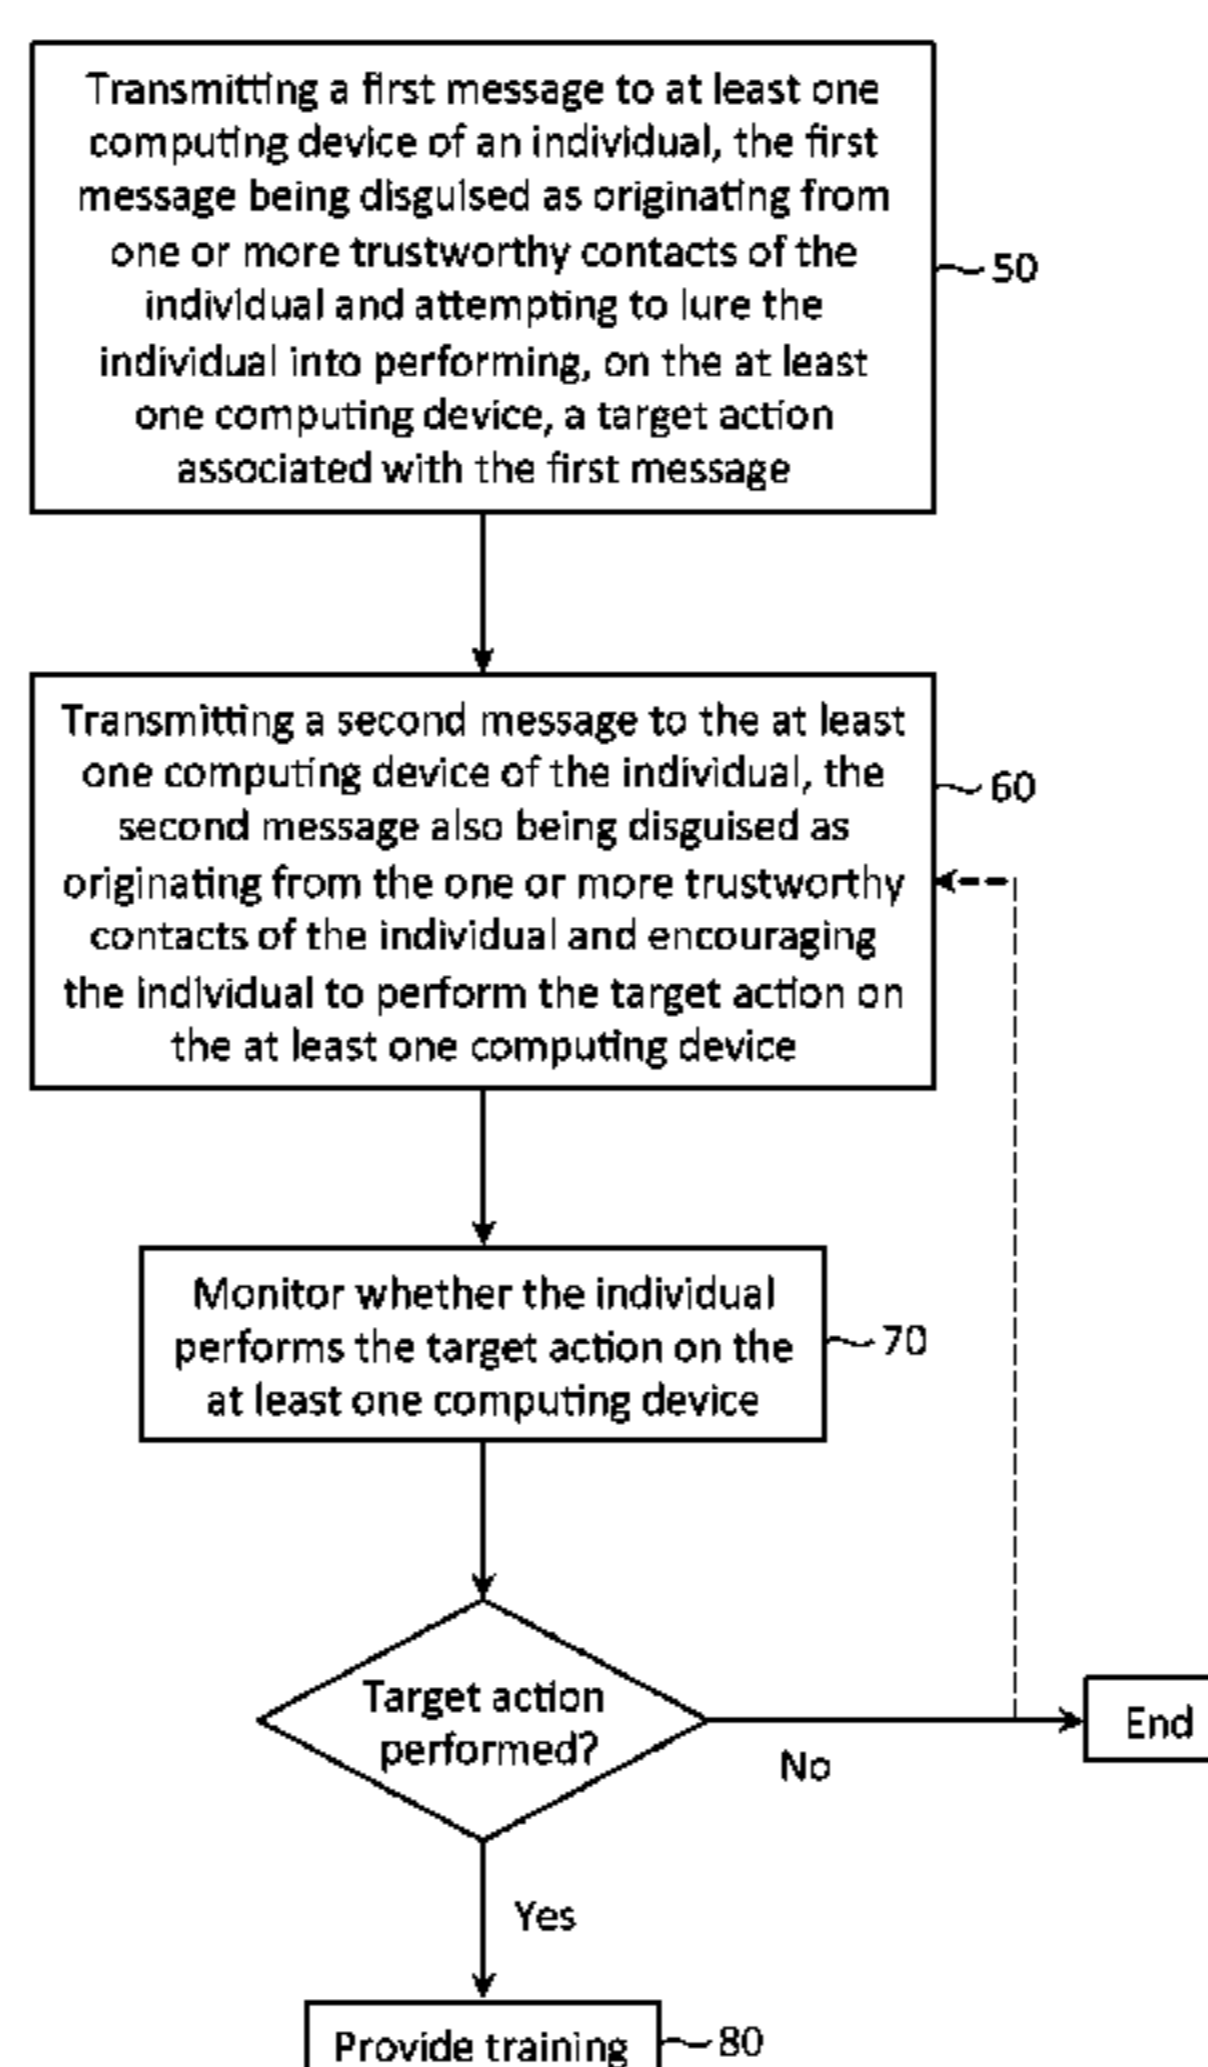 Transmitting a first message to at least one
computing device of an individual, the first
message being disguised as originating from
one or more trustworthy contacts of the
individual and attempting to lure the
individual into performing, on the at least
one computing device, a target action
associated with the first message
50
Transmitting a second message to the at least
one computing device of the individual, the
second message also being disguised as
originating from the one or more trustworthy
contacts of the individual and encouraging
the individual to perform the target action on
the at least one computing device
60
Monitor whether the individual
performs the target action on the
at least one computing device
70
Target action
performed?
No
End
Yes
Provide training
80